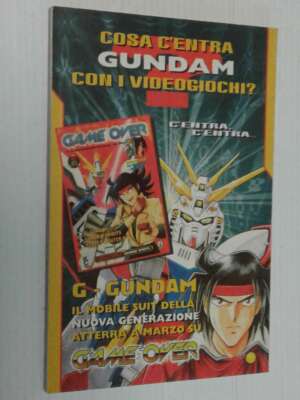 COSA C'ENTRA
GUNDAM
CON I VIDEOGIOCHI?
C'ENTRA...
C'ENTRA...
GAME OVER
G - GUNDAM
IL MOBILE SUIT DELLA
NUOVA GENERAZIONE
ATTERRA A MARZO SU
GAME OVER